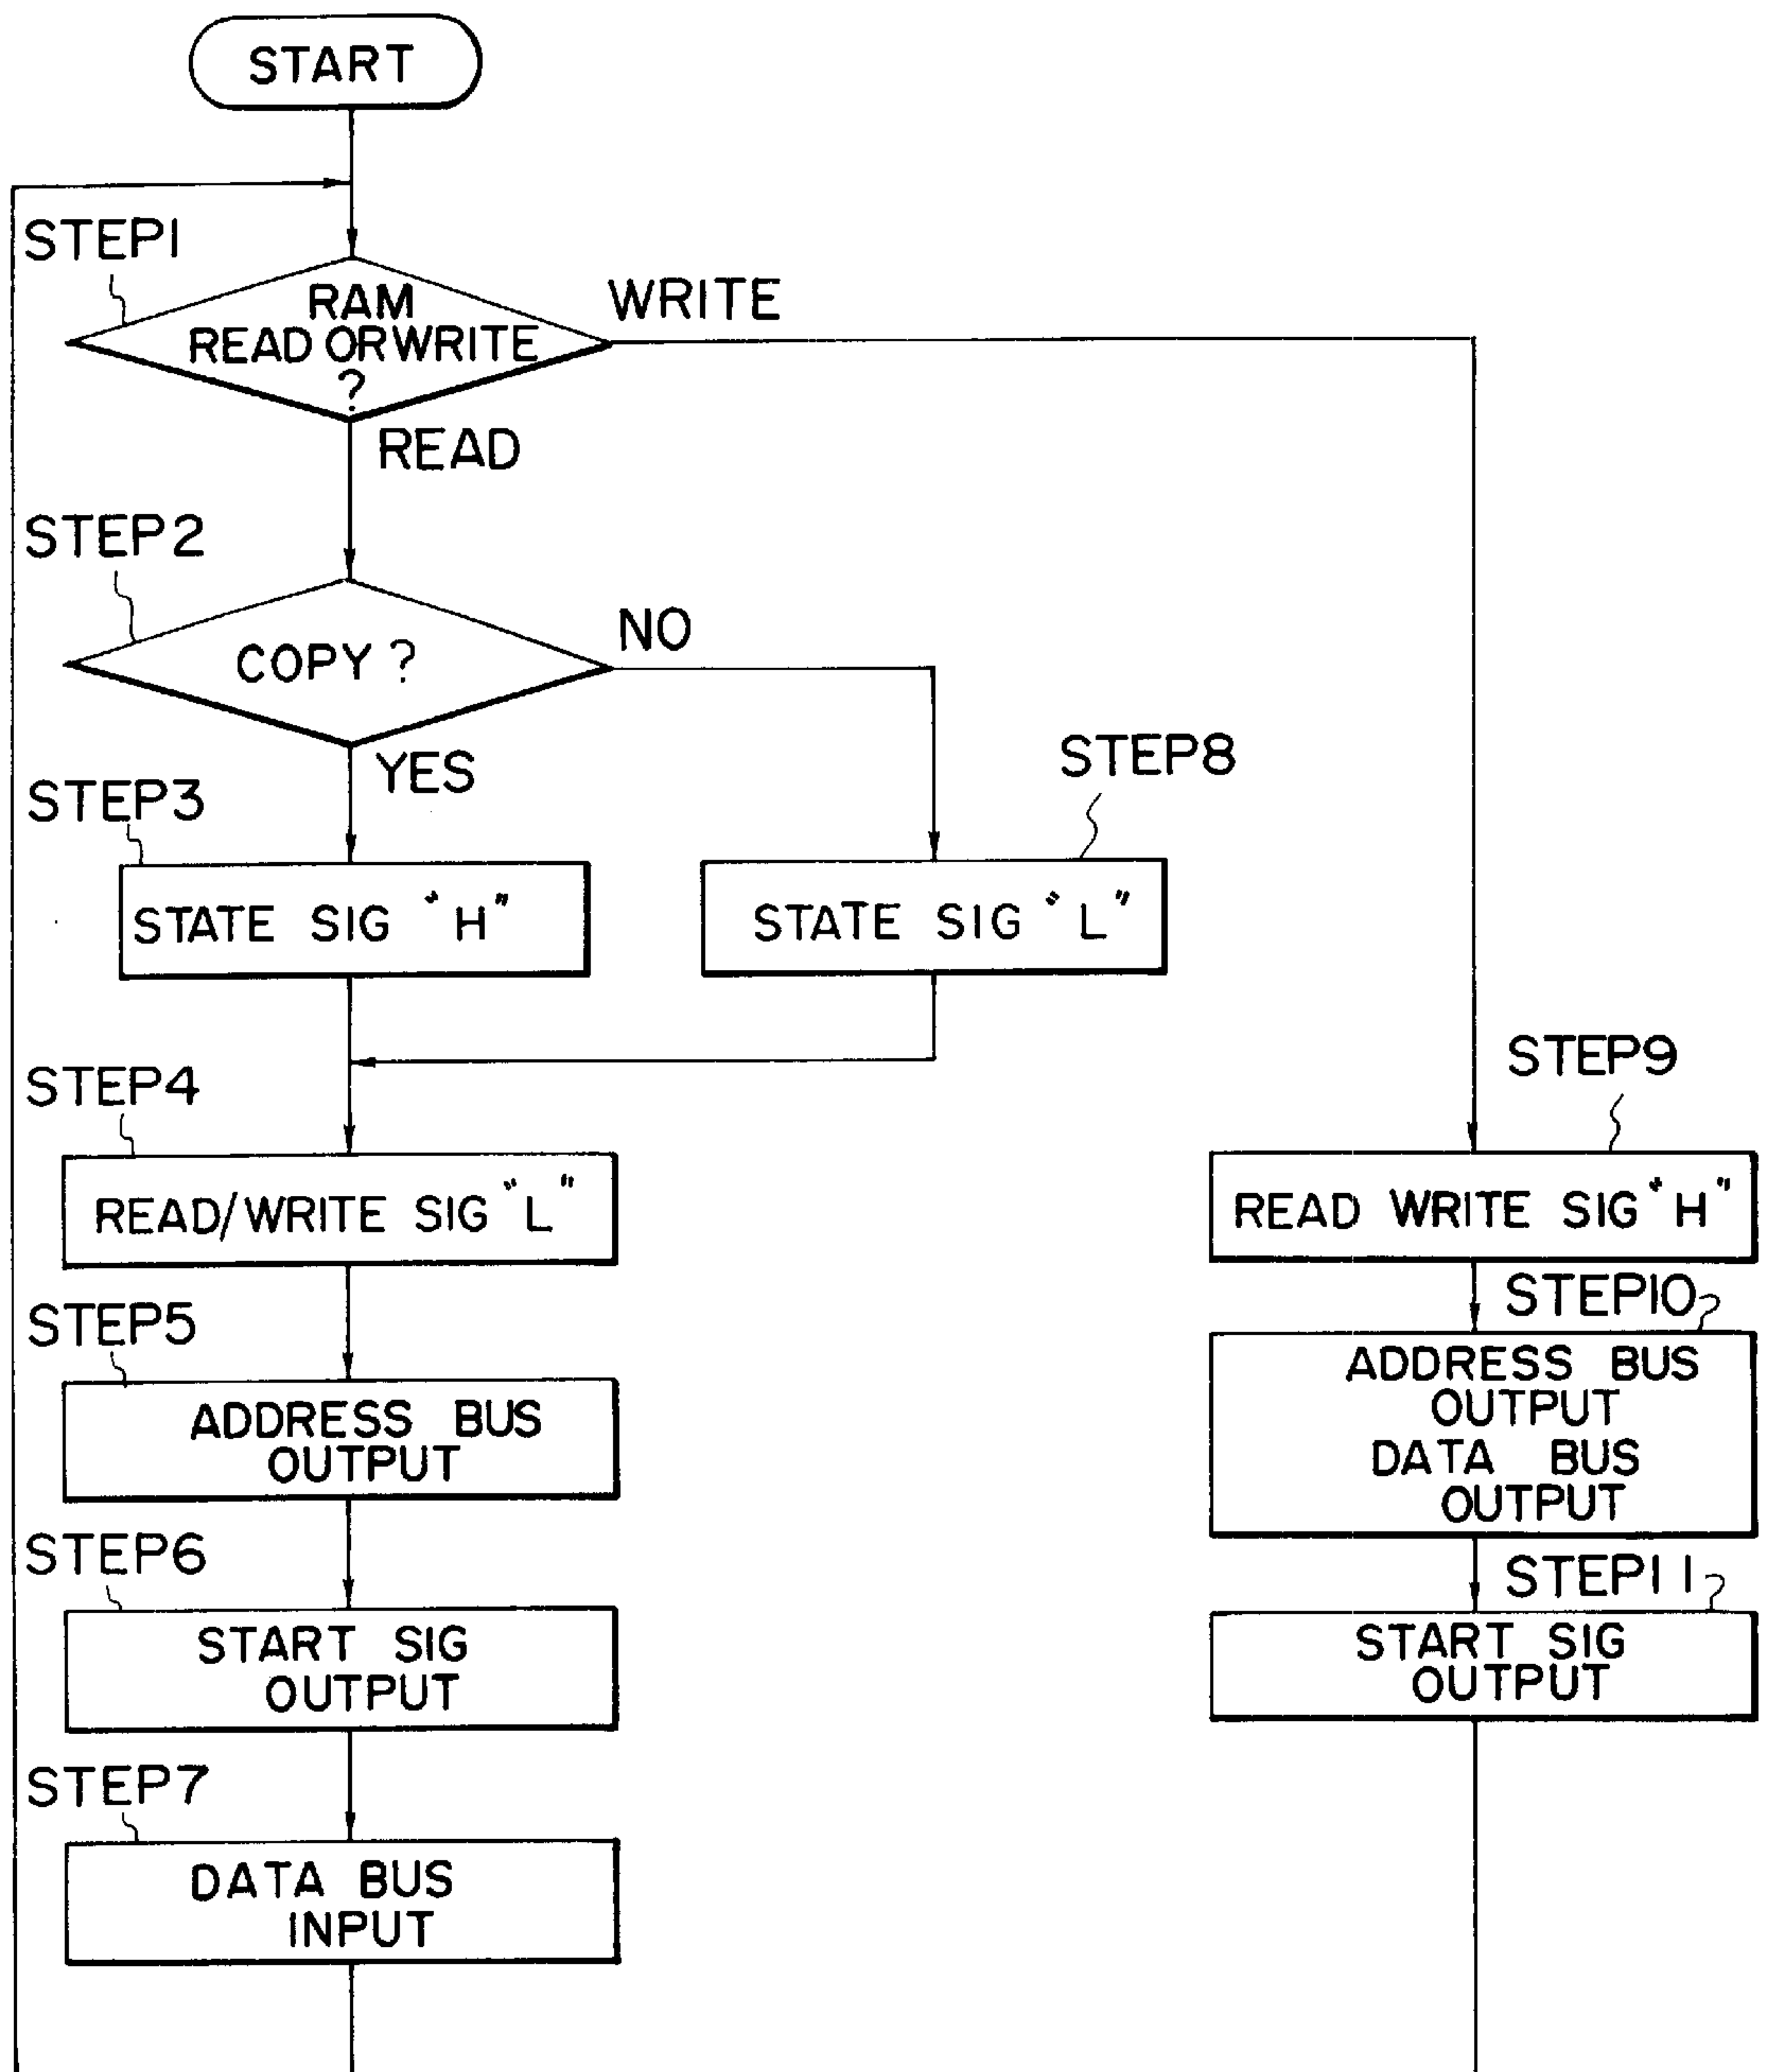 START
STEP1
RAM
READ OR WRITE
?
WRITE
READ
STEP2
COPY ?
NO
YES
STEP3
STATE SIG "H"
STEP8
STATE SIG "L"
STEP4
READ/WRITE SIG "L"
STEP5
ADDRESS BUS
OUTPUT
STEP6
START SIG
OUTPUT
STEP7
DATA BUS
INPUT
STEP9
READ WRITE SIG "H"
STEP10
ADDRESS BUS
OUTPUT
DATA BUS
OUTPUT
STEP11
START SIG
OUTPUT